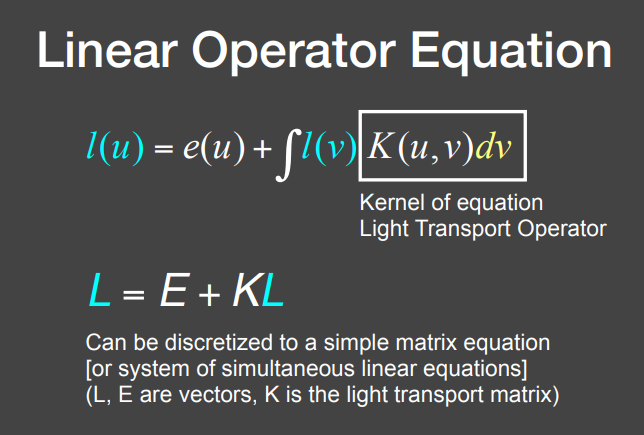 Linear Operator Equation
l(u) = e(u) + ∫l(v) K(u,v)dv
Kernel of equation
Light Transport Operator
L = E + KL
Can be discretized to a simple matrix equation
[or system of simultaneous linear equations]
(L, E are vectors, K is the light transport matrix)